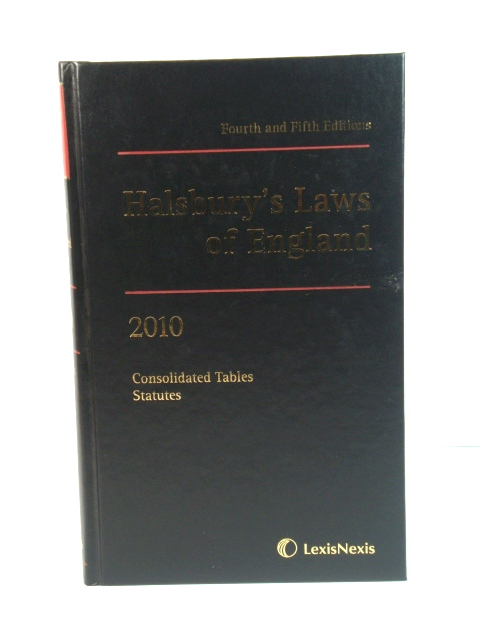 Fourth and Fifth Editions
Halsbury's Laws
of England
2010
Consolidated Tables
Statutes
LexisNexis